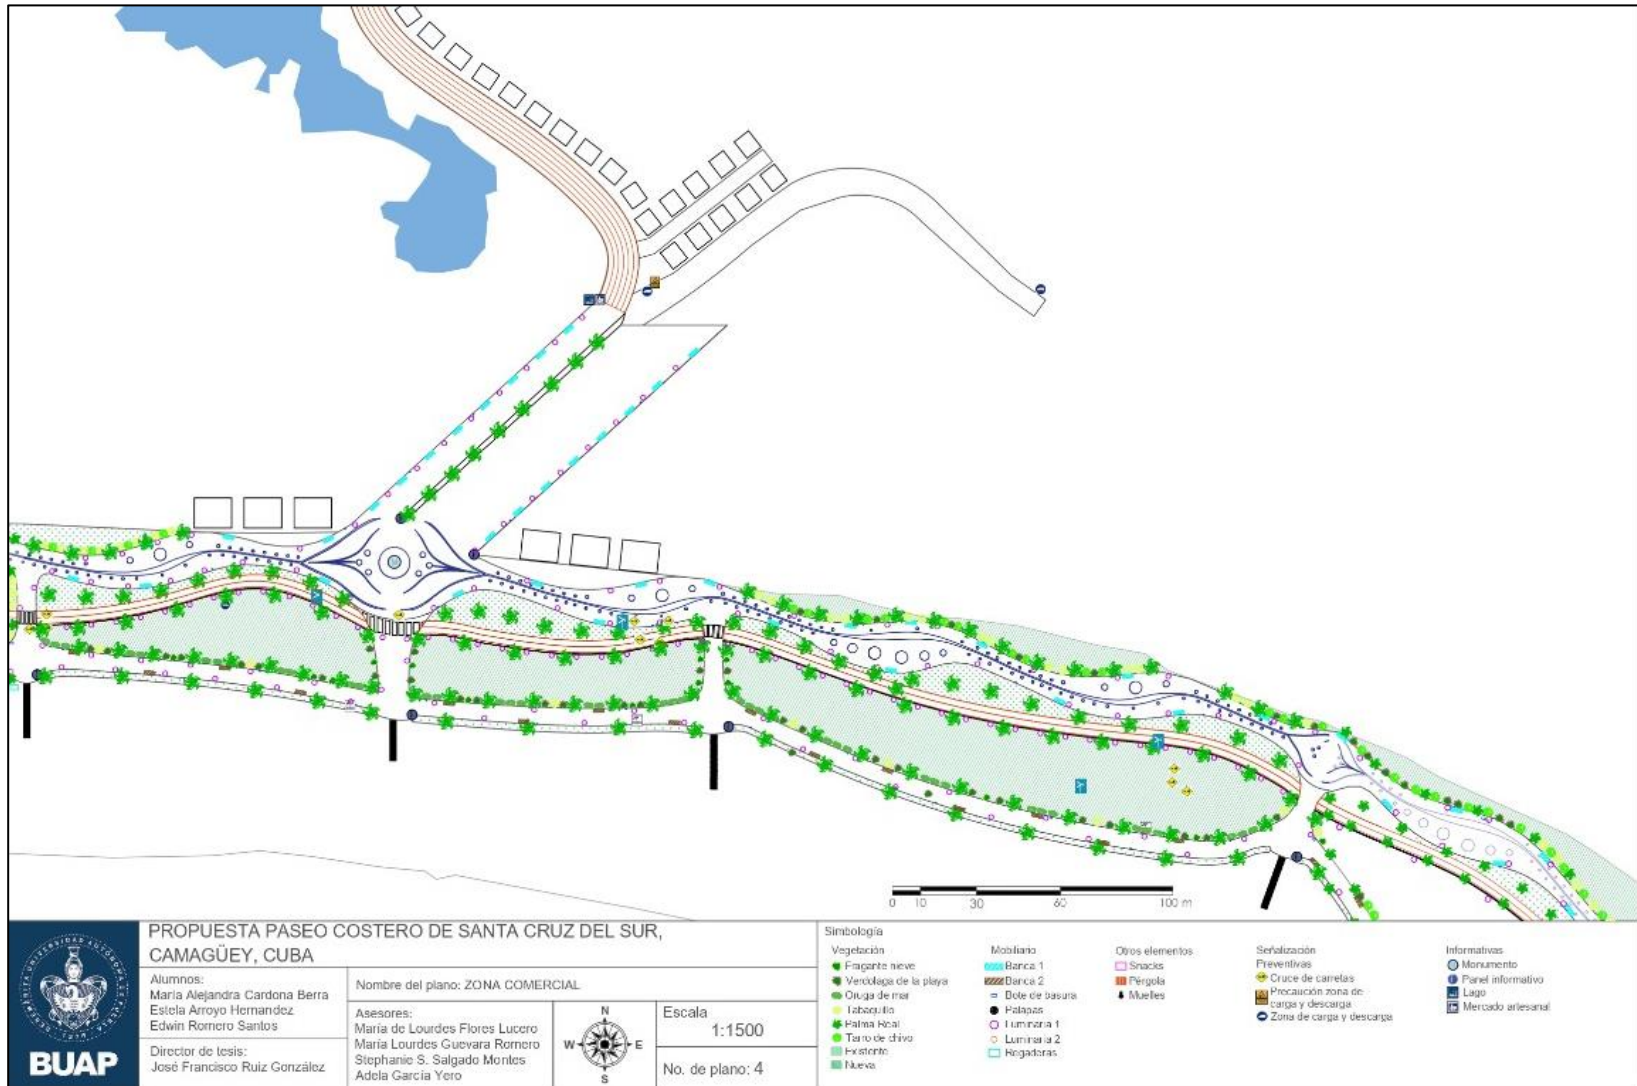 0 10 30 60 100 m
BUAP
PROPUESTA PASEO COSTERO DE SANTA CRUZ DEL SUR,
CAMAGÜEY, CUBA
Alumnos:
María Alejandra Cardona Berra
Estela Arroyo Hernandez
Edwin Romero Santos
Director de tesis:
José Francisco Ruiz González
Nombre del plano: ZONA COMERCIAL
Asesores:
María de Lourdes Flores Lucero
María Lourdes Guevara Romero
Stephanie S. Salgado Montes
Adela García Yero
N
W E
S
Escala
1:1500
No. de plano: 4
Simbología
Vegetación
Fragante nieve
Verdolaga de la playa
Oruga de mar
Tabaquillo
Palma Real
Tarro de chivo
Existente
Nueva
Mobiliario
Banca 1
Banca 2
Bote de basura
Palapas
Luminaria 1
Luminaria 2
Regaderas
Otros elementos
Snacks
Pérgola
Muelles
Señalización
Preventivas
Cruce de carretas
Precaución zona de
carga y descarga
Zona de carga y descarga
Informativas
Monumento
Panel informativo
Lago
Mercado artesanal